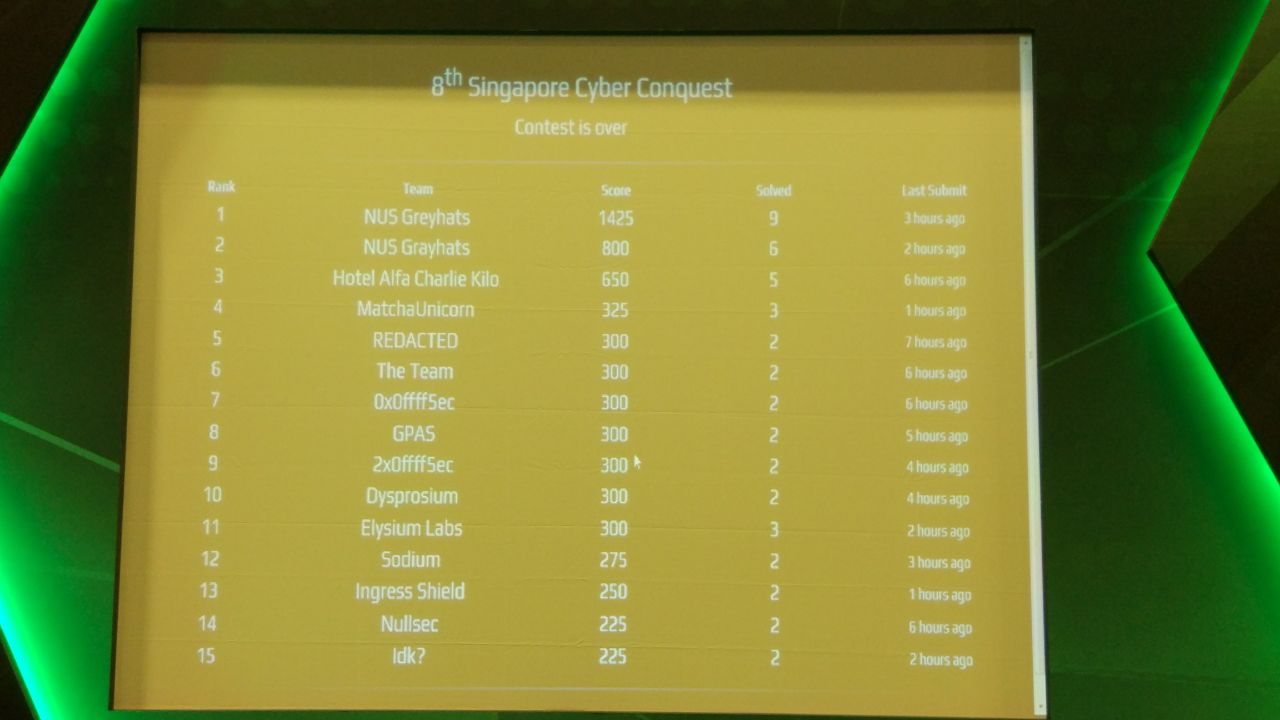 8th Singapore Cyber Conquest
Contest is over
Rank Team Score Solved Last Submit
1 NUS Greyhats 1425 9 3 hours ago
2 NUS Grayhats 800 6 2 hours ago
3 Hotel Alfa Charlie Kilo 650 5 6 hours ago
4 MatchaUnicorn 325 3 1 hours ago
5 REDACTED 300 2 7 hours ago
6 The Team 300 2 6 hours ago
7 0x0ffff5ec 300 2 6 hours ago
8 GPAS 300 2 5 hours ago
9 2x0ffff5ec 300 2 4 hours ago
10 Dysprosium 300 2 4 hours ago
11 Elysium Labs 300 3 2 hours ago
12 Sodium 275 2 3 hours ago
13 Ingress Shield 250 2 1 hours ago
14 Nullsec 225 2 6 hours ago
15 Idk? 225 2 2 hours ago